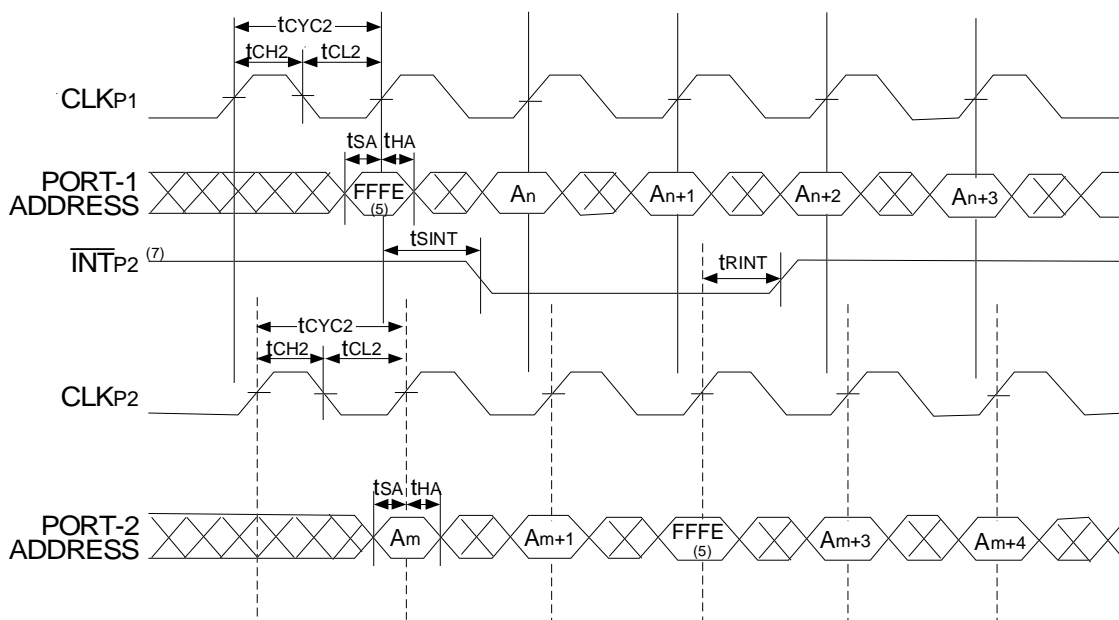 tCYC2
tCH2 tCL2
CLKP1
tSA tHA
PORT-1
ADDRESS
FFFE
(5)
An An+1 An+2 An+3
tSINT
INTP2 (7)
tRINT
tCYC2
tCH2 tCL2
CLKP2
tSA tHA
PORT-2
ADDRESS
Am Am+1 FFFE
(5)
Am+3 Am+4